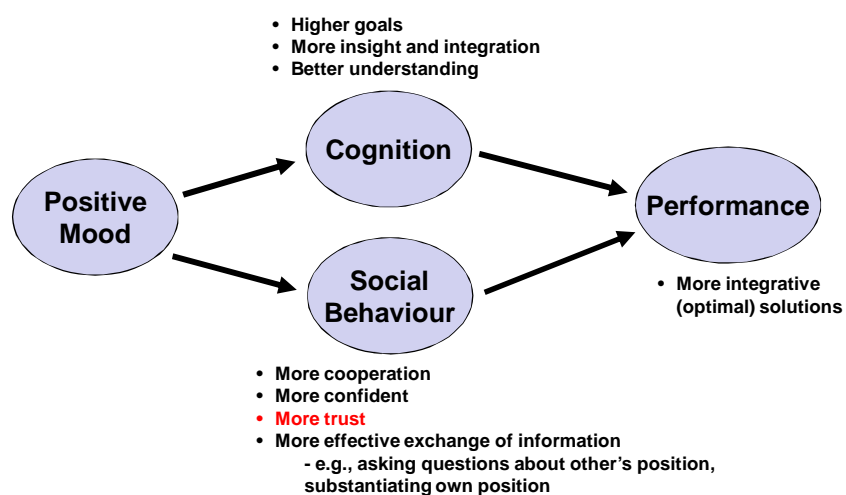 • Higher goals
• More insight and integration
• Better understanding
Cognition
Positive
Mood
Performance
Social
Behaviour
• More integrative
(optimal) solutions
• More cooperation
• More confident
• More trust
• More effective exchange of information
- e.g., asking questions about other's position,
substantiating own position